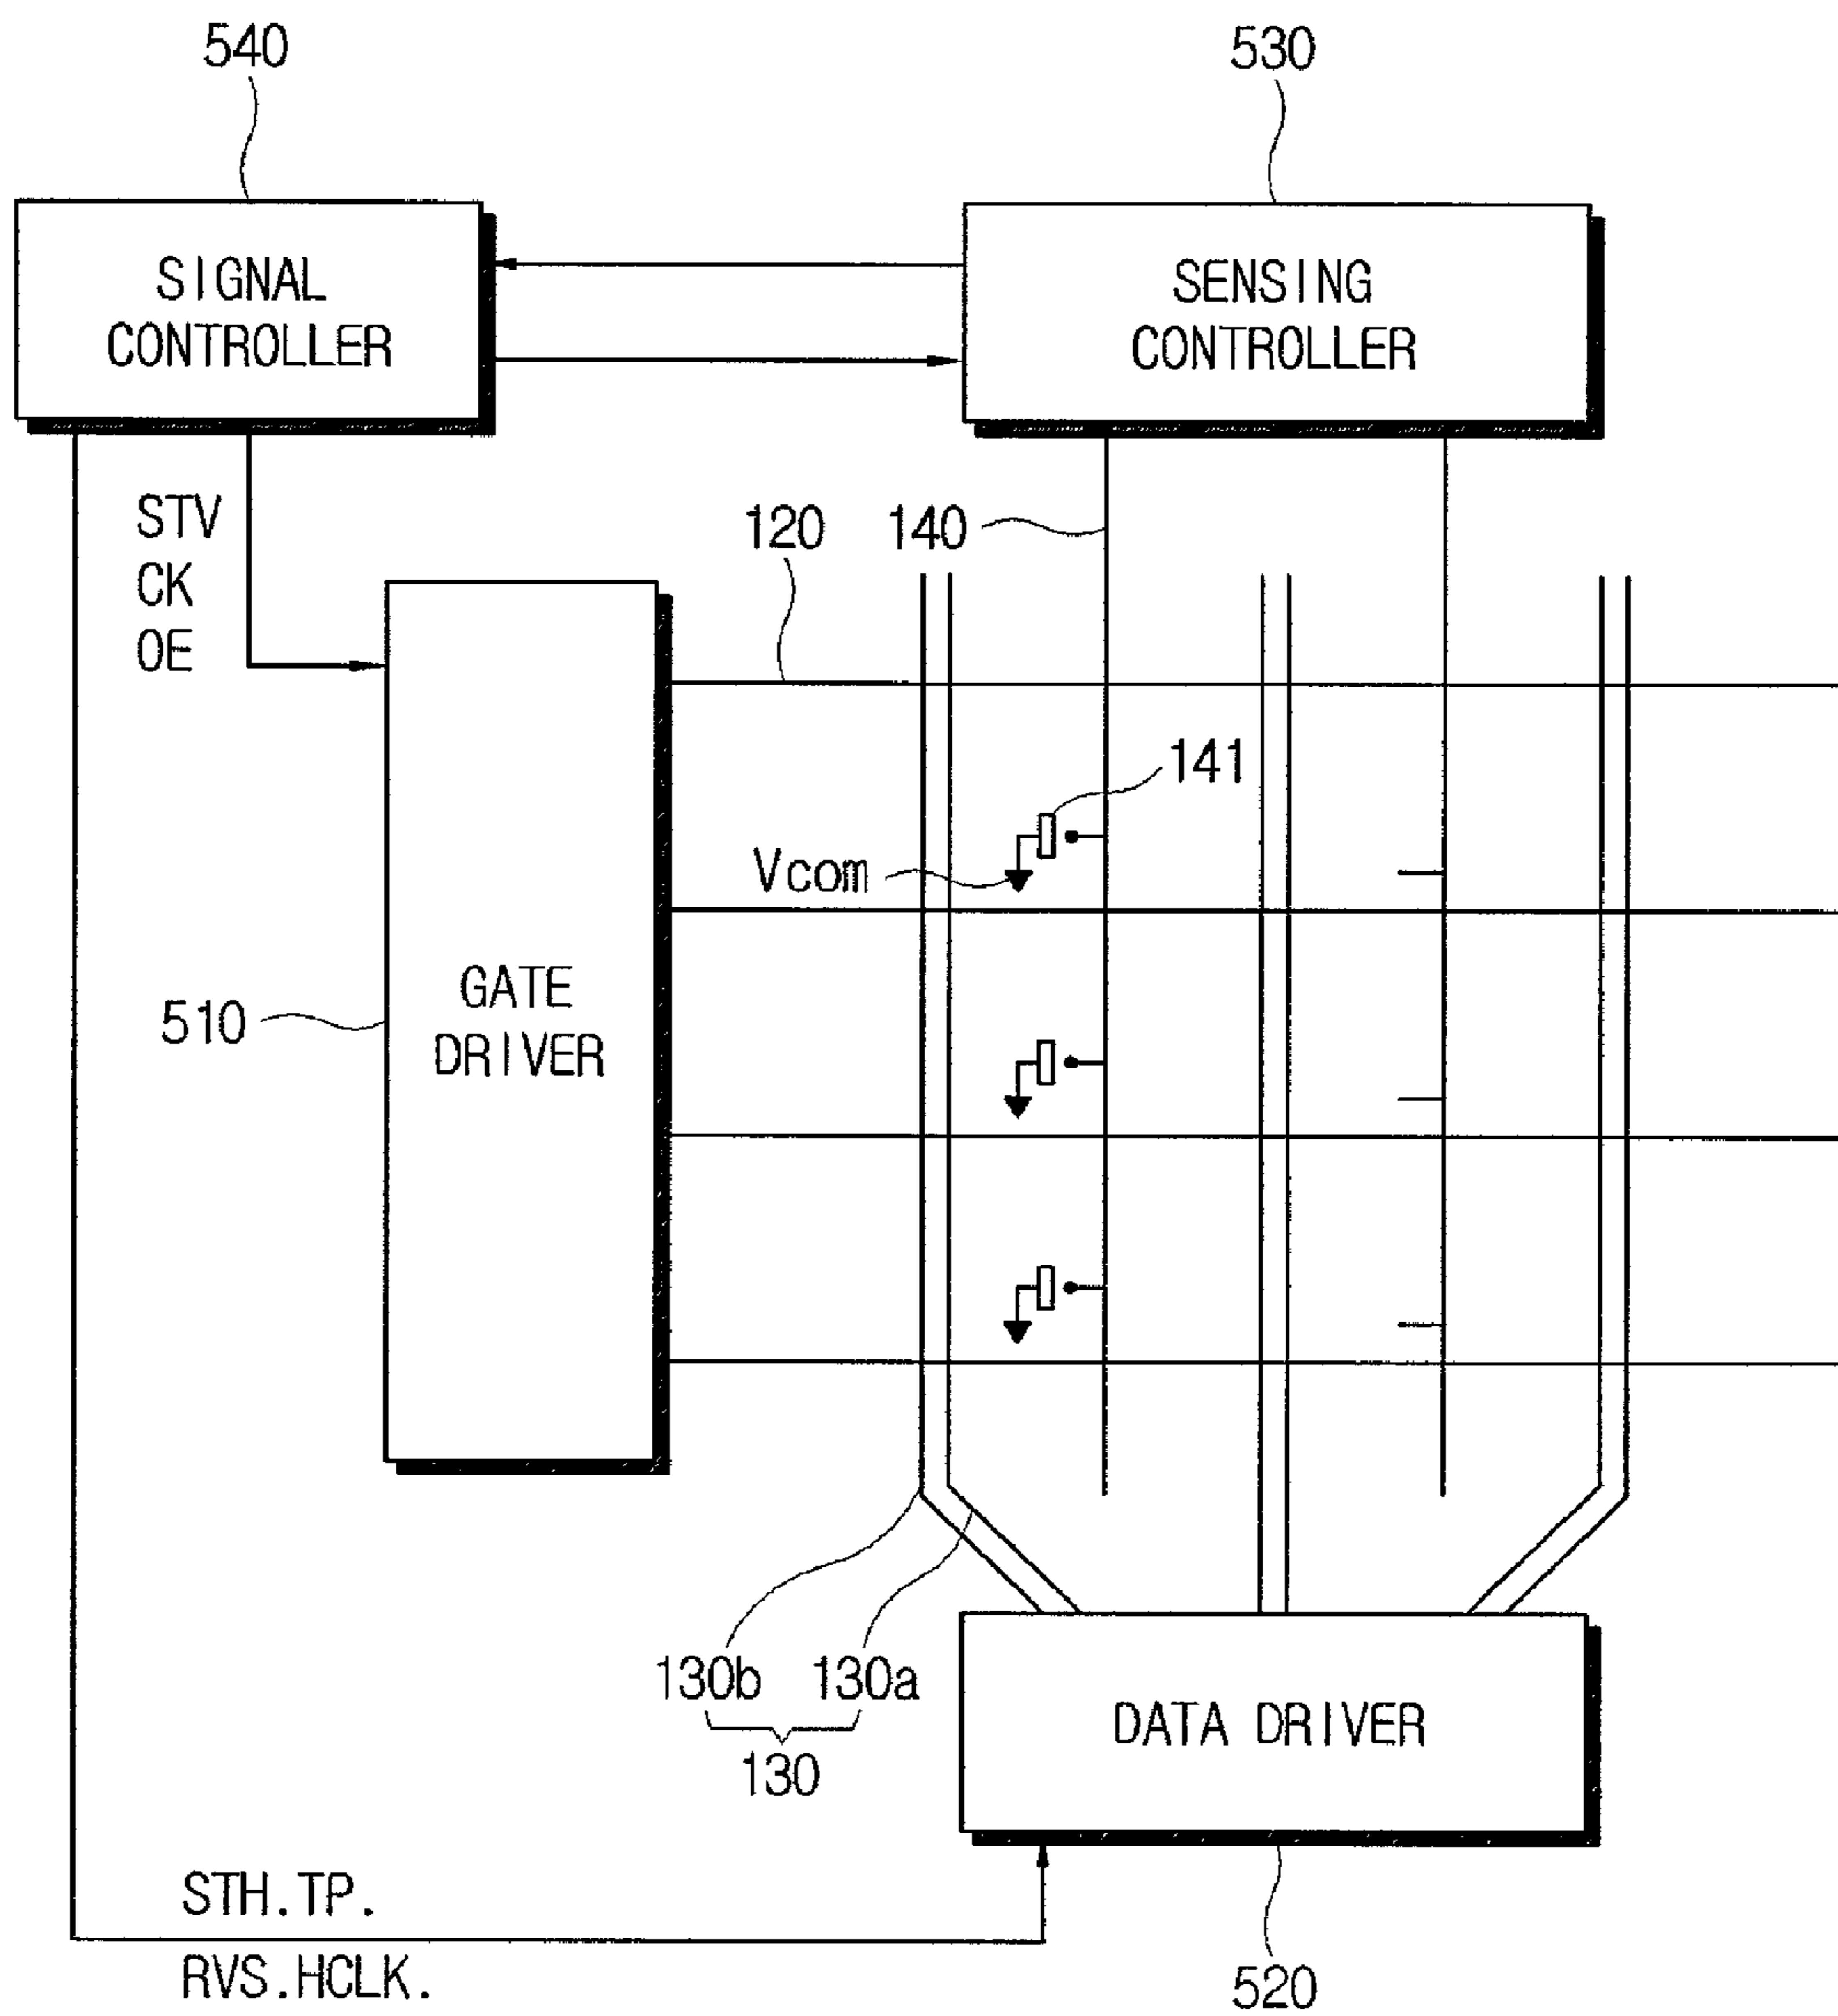 540
530
SIGNAL
CONTROLLER
SENSING
CONTROLLER
STV
CK
OE
120
140
141
Vcom
GATE
DRIVER
510
130b
130a
130
DATA DRIVER
STH.TP.
RVS.HCLK.
520